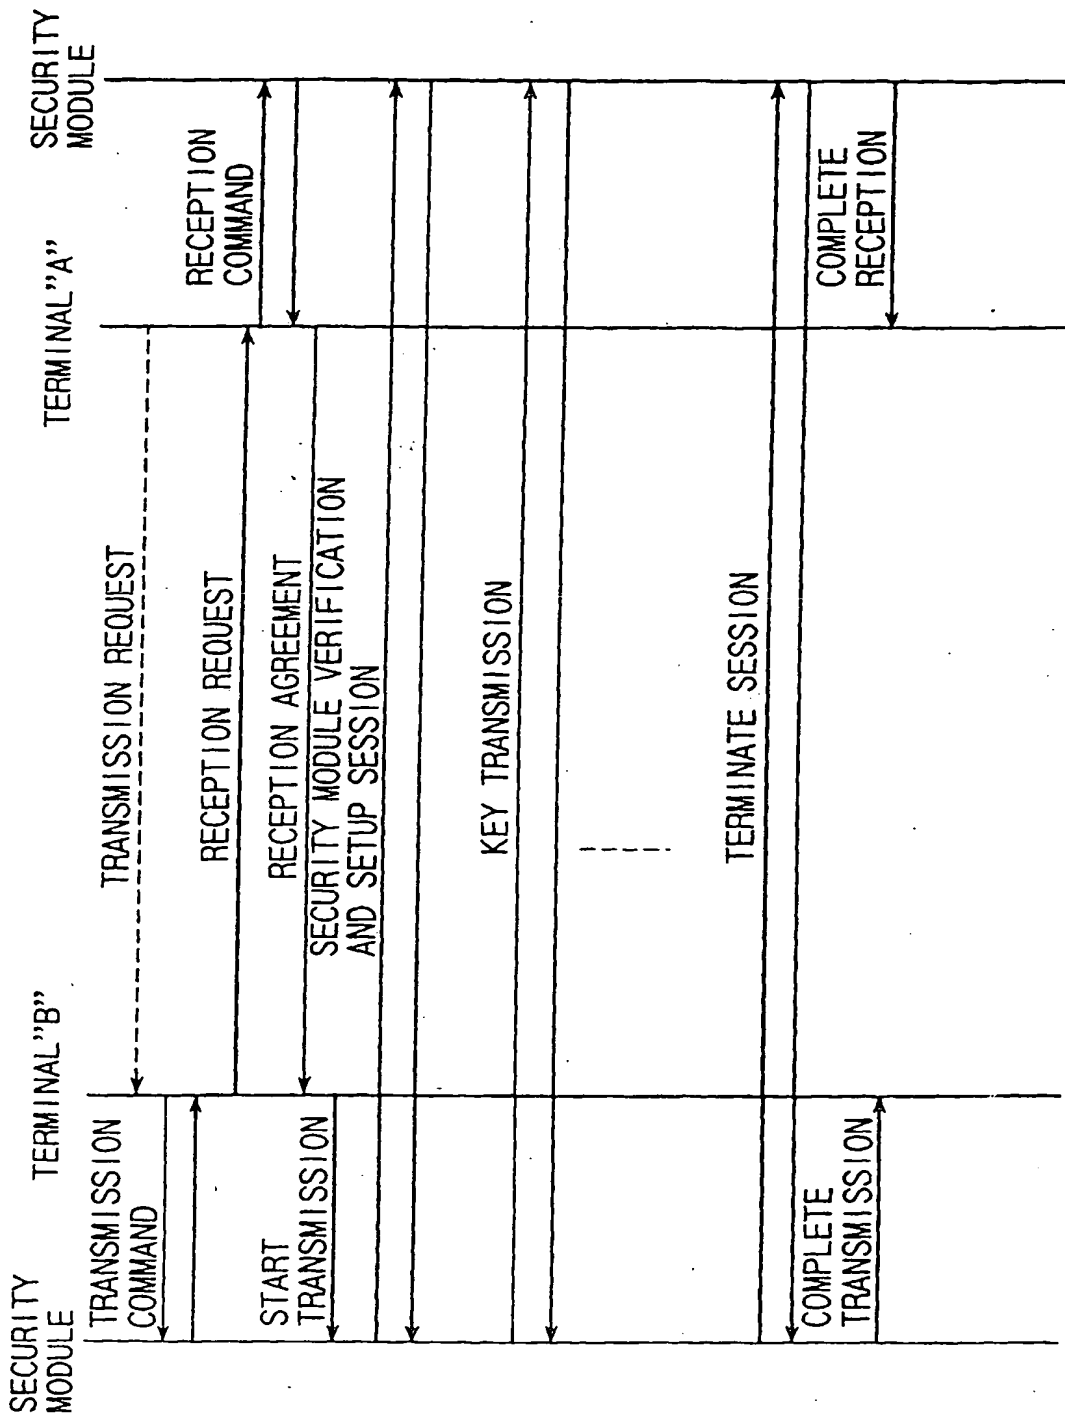 SECURITY
MODULE
TERMINAL"B"
TERMINAL"A"
SECURITY
MODULE
TRANSMISSION
COMMAND
TRANSMISSION REQUEST
RECEPTION REQUEST
RECEPTION
COMMAND
RECEPTION AGREEMENT
START
TRANSMISSION
SECURITY MODULE VERIFICATION
AND SETUP SESSION
KEY TRANSMISSION
TERMINATE SESSION
COMPLETE
TRANSMISSION
COMPLETE
RECEPTION